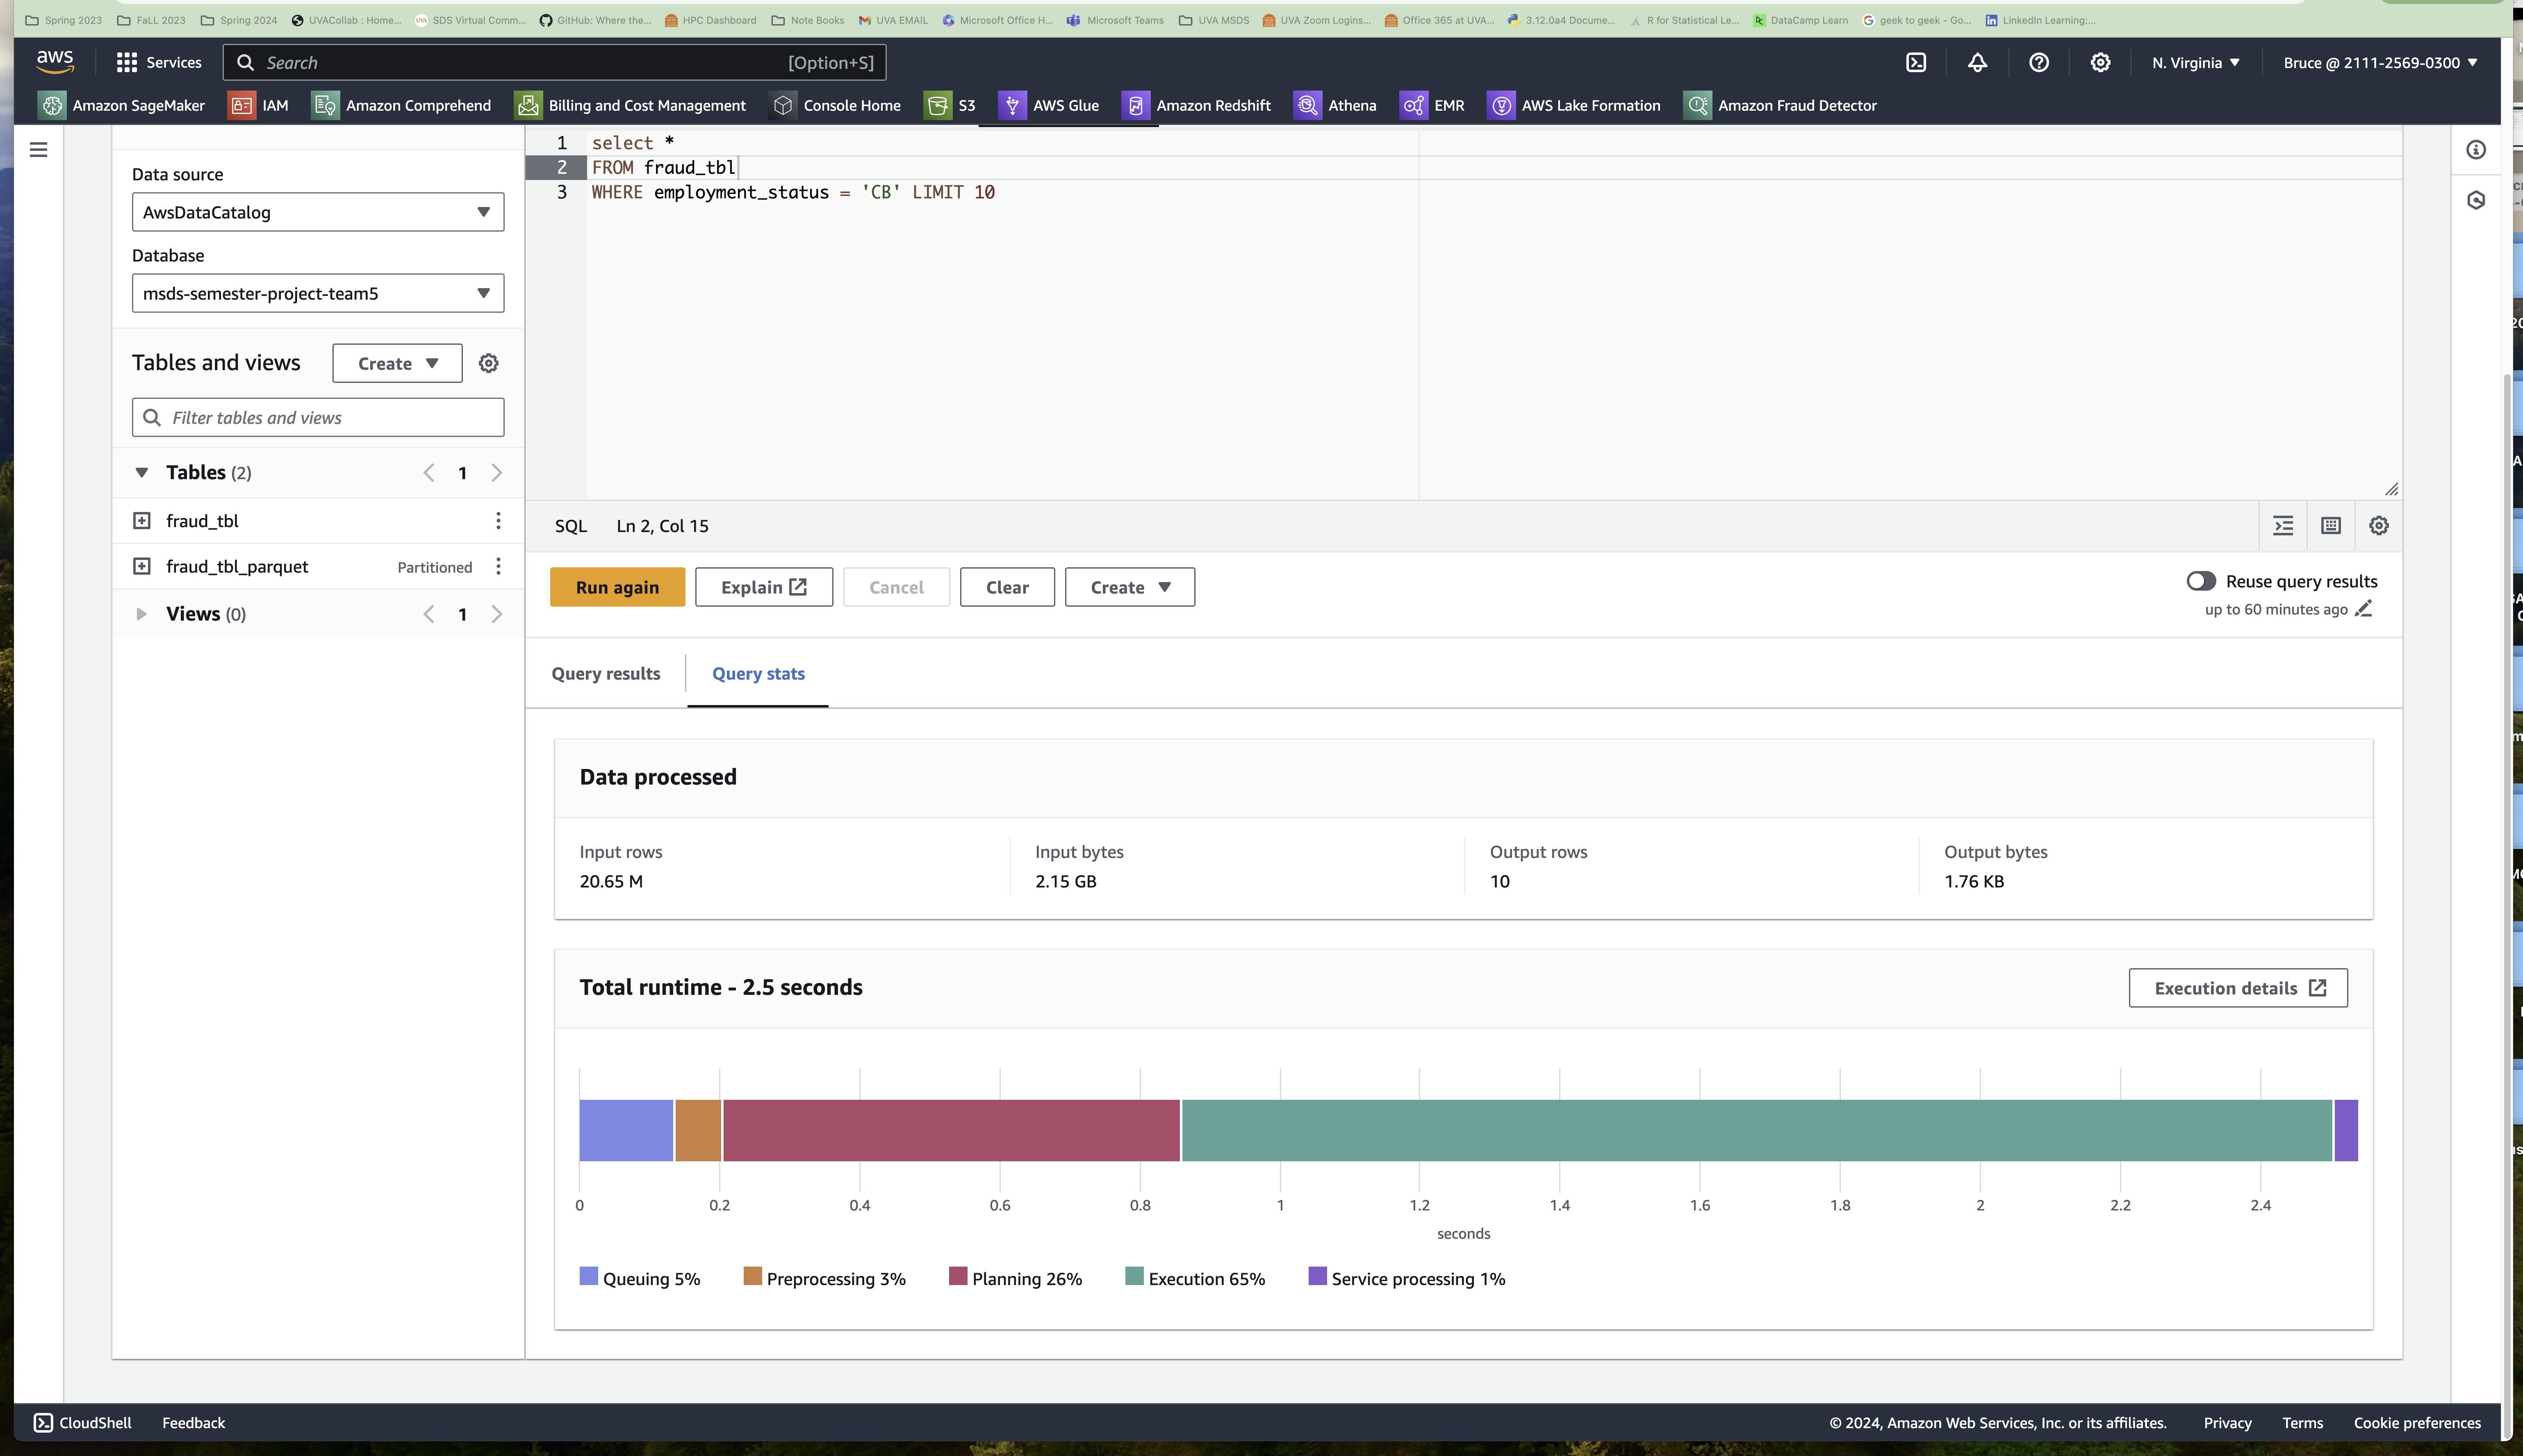 Spring 2023 FaLL 2023 Spring 2024 UVACollab : Home... SDS Virtual Comm... GitHub: Where the... HPC Dashboard Note Books UVA EMAIL Microsoft Office H... Microsoft Teams UVA MSDS UVA Zoom Logins... Office 365 at UVA... 3.12.0a4 Docume... R for Statistical Le... DataCamp Learn geek to geek - Go... LinkedIn Learning:...
aws Services Search [Option+S] N. Virginia Bruce @ 2111-2569-0300
Amazon SageMaker IAM Amazon Comprehend Billing and Cost Management Console Home S3 AWS Glue Amazon Redshift Athena EMR AWS Lake Formation Amazon Fraud Detector
Data source
AwsDataCatalog
Database
msds-semester-project-team5
Tables and views Create
Filter tables and views
Tables (2) 1
fraud_tbl
fraud_tbl_parquet Partitioned
Views (0) 1
1 select *
2 FROM fraud_tbl
3 WHERE employment_status = 'CB' LIMIT 10
SQL Ln 2, Col 15
Run again Explain Cancel Clear Create Reuse query results
up to 60 minutes ago
Query results Query stats
Data processed
Input rows Input bytes Output rows Output bytes
20.65 M 2.15 GB 10 1.76 KB
Total runtime - 2.5 seconds Execution details
0 0.2 0.4 0.6 0.8 1 1.2 1.4 1.6 1.8 2 2.2 2.4
seconds
Queuing 5% Preprocessing 3% Planning 26% Execution 65% Service processing 1%
CloudShell Feedback © 2024, Amazon Web Services, Inc. or its affiliates. Privacy Terms Cookie preferences